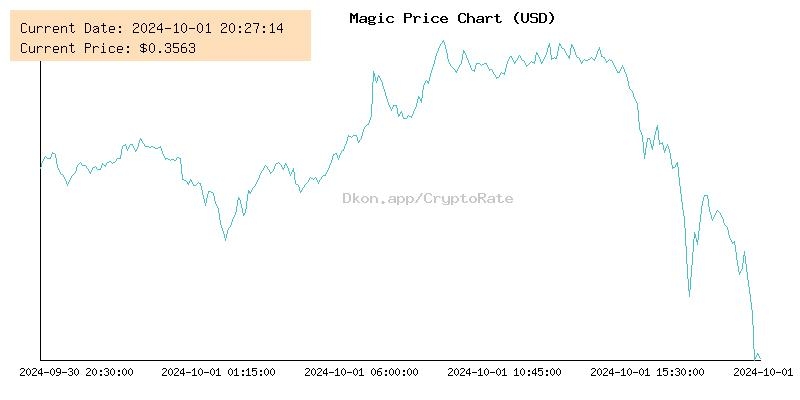 Magic Price Chart (USD)
Current Date: 2024-10-01 20:27:14
Current Price: $0.3563
Dkon.app/CryptoRate
2024-09-30 20:30:00 2024-10-01 01:15:00 2024-10-01 06:00:00 2024-10-01 10:45:00 2024-10-01 15:30:00 2024-10-01